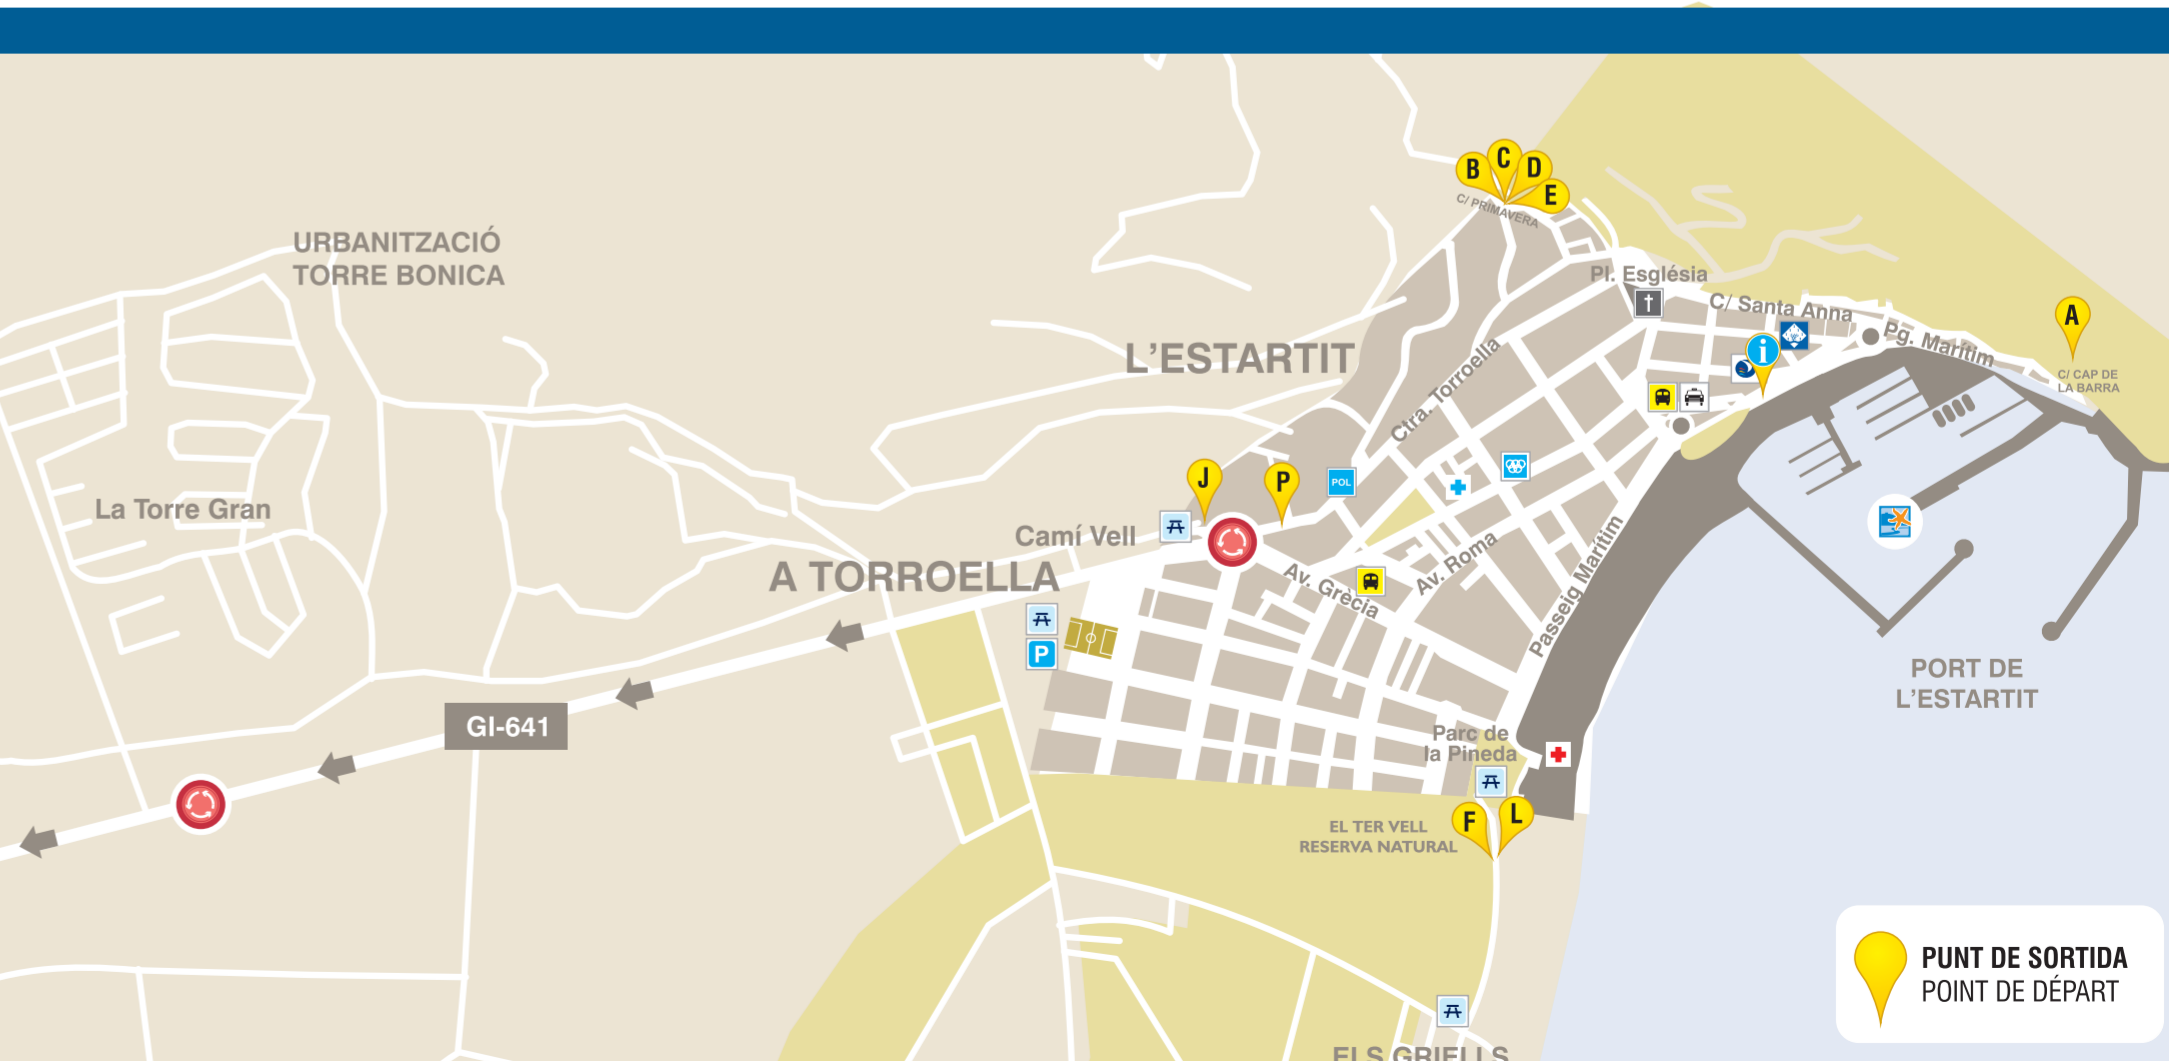 B
C
D
E
C/ PRIMAVERA
URBANITZACIÓ
TORRE BONICA
Pl. Església
C/ Santa Anna
Pg. Marítim
A
C/ CAP DE
LA BARRA
i
L'ESTARTIT
Ctra. Torroella
J
P
POL
La Torre Gran
Camí Vell
A TORROELLA
Av. Grècia
Av. Roma
Passeig Marítim
P
PORT DE
L'ESTARTIT
GI-641
Parc de
la Pineda
F
L
EL TER VELL
RESERVA NATURAL
PUNT DE SORTIDA
POINT DE DÉPART
ELS GRIELLS